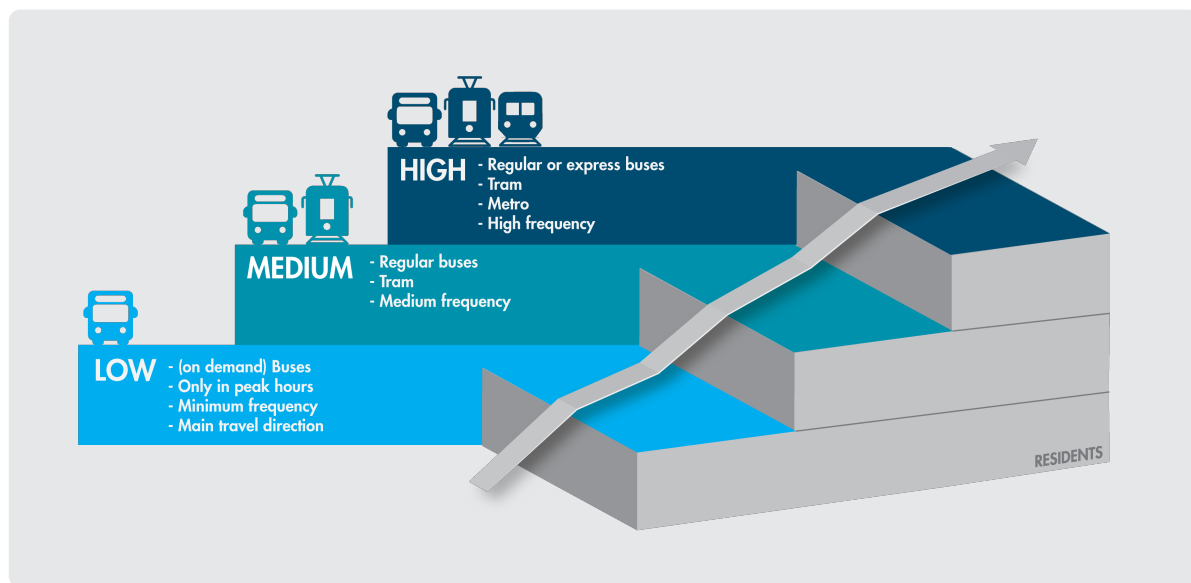 HIGH
- Regular or express buses
- Tram
- Metro
- High frequency
MEDIUM
- Regular buses
- Tram
- Medium frequency
LOW
- (on demand) Buses
- Only in peak hours
- Minimum frequency
- Main travel direction
RESIDENTS